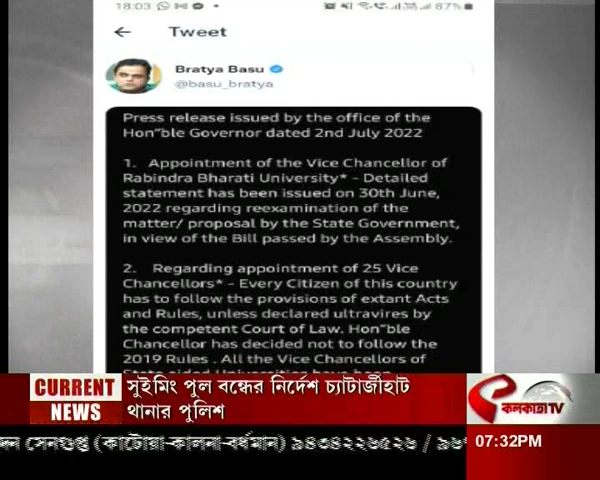 18:03 87%
Tweet
Bratya Basu
@basu_bratya
Press release issued by the office of the
Hon"ble Governor dated 2nd July 2022
1. Appointment of the Vice Chancellor of
Rabindra Bharati University* - Detailed
statement has been issued on 30th June,
2022 regarding reexamination of the
matter/ proposal by the State Government,
in view of the Bill passed by the Assembly.
2. Regarding appointment of 25 Vice
Chancellors* - Every Citizen of this country
has to follow the provisions of extant Acts
and Rules, unless declared ultravires by
the competent Court of Law. Hon"ble
Chancellor has decided not to follow the
2019 Rules . All the Vice Chancellors of
CURRENT
NEWS
সুইমিং পুল বন্ধের নির্দেশ চ্যাটার্জীহাট
থানার পুলিশ
কলকাতা TV
সেনগুপ্ত (কাটোয়া-কালনা-বর্ধমান) ৯৪৩৪২২৬৫২৬ /
07:32PM